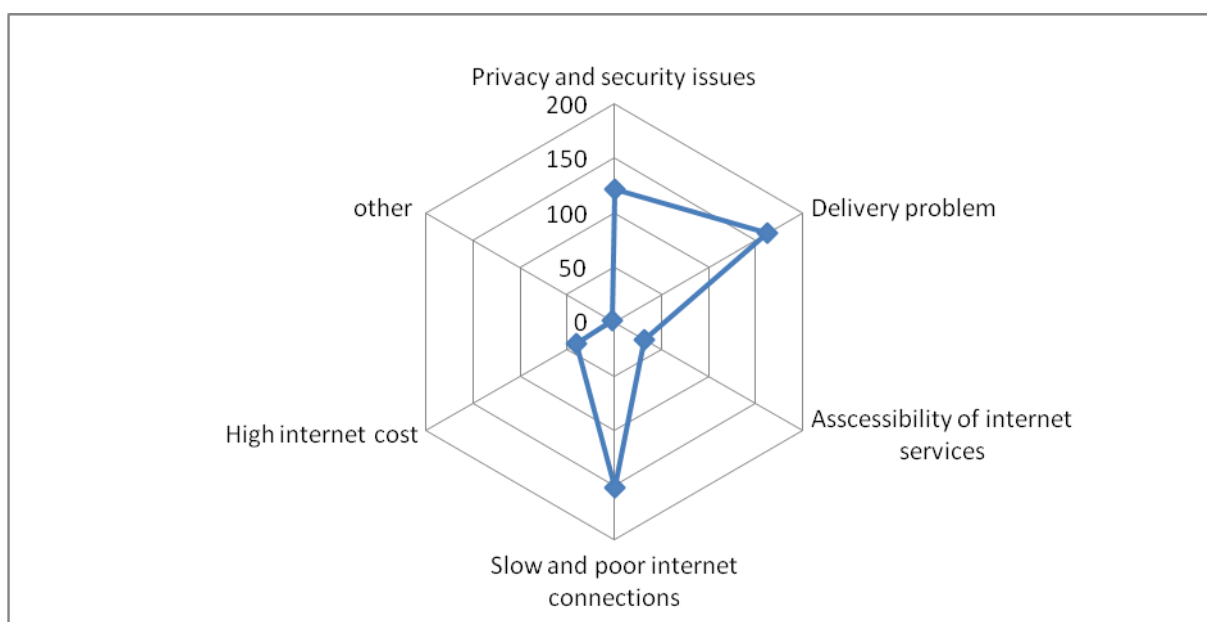 Privacy and security issues
200
150
100
50
0
other
Delivery problem
High internet cost
Asscessibility of internet
services
Slow and poor internet
connections